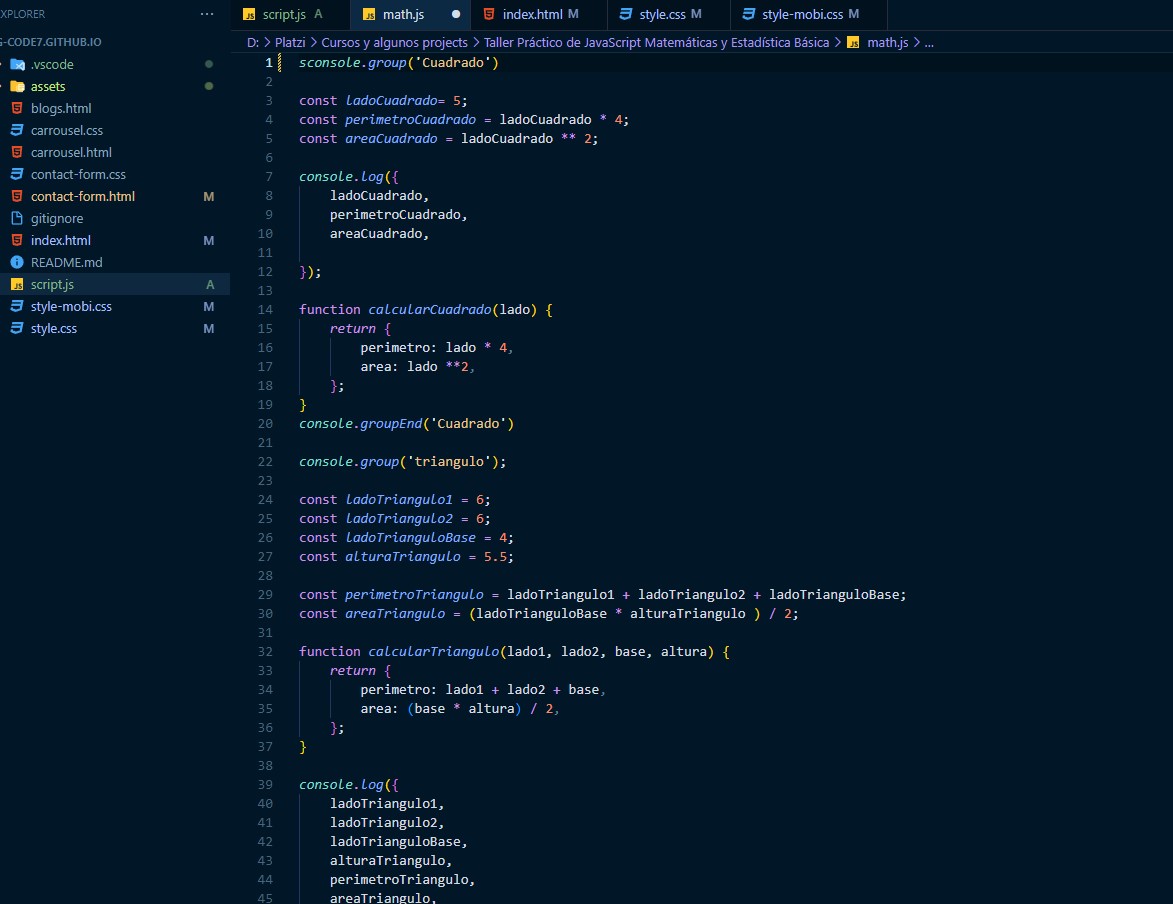 XPLORER ...
script.js A math.js index.html M style.css M style-mobi.css M
D: > Platzi > Cursos y algunos projects > Taller Práctico de JavaScript Matemáticas y Estadística Básica > math.js > ...
G-CODE7.GITHUB.IO
.vscode
assets
blogs.html
carrousel.css
carrousel.html
contact-form.css
contact-form.html M
gitignore
index.html M
README.md
script.js A
style-mobi.css M
style.css M
1 sconsole.group('Cuadrado')
2
3 const ladoCuadrado= 5;
4 const perimetroCuadrado = ladoCuadrado * 4;
5 const areaCuadrado = ladoCuadrado ** 2;
6
7 console.log({
8 ladoCuadrado,
9 perimetroCuadrado,
10 areaCuadrado,
11
12 });
13
14 function calcularCuadrado(lado) {
15 return {
16 perimetro: lado * 4,
17 area: lado **2,
18 };
19 }
20 console.groupEnd('Cuadrado')
21
22 console.group('triangulo');
23
24 const ladoTriangulo1 = 6;
25 const ladoTriangulo2 = 6;
26 const ladoTrianguloBase = 4;
27 const alturaTriangulo = 5.5;
28
29 const perimetroTriangulo = ladoTriangulo1 + ladoTriangulo2 + ladoTrianguloBase;
30 const areaTriangulo = (ladoTrianguloBase * alturaTriangulo ) / 2;
31
32 function calcularTriangulo(lado1, lado2, base, altura) {
33 return {
34 perimetro: lado1 + lado2 + base,
35 area: (base * altura) / 2,
36 };
37 }
38
39 console.log({
40 ladoTriangulo1,
41 ladoTriangulo2,
42 ladoTrianguloBase,
43 alturaTriangulo,
44 perimetroTriangulo,
45 areaTriangulo,